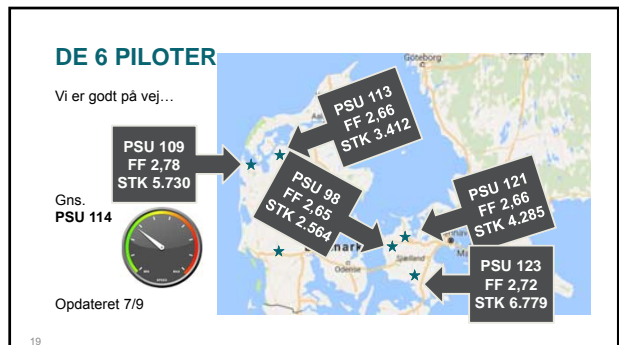 DE 6 PILOTER
Vi er godt på vej…
PSU 109
FF 2,78
STK 5.730
PSU 113
FF 2,66
STK 3.412
PSU 98
FF 2,65
STK 2.564
PSU 121
FF 2,66
STK 4.285
PSU 123
FF 2,72
STK 6.779
Gns.
PSU 114
Opdateret 7/9
Göteborg
Odense
Sjælland
19